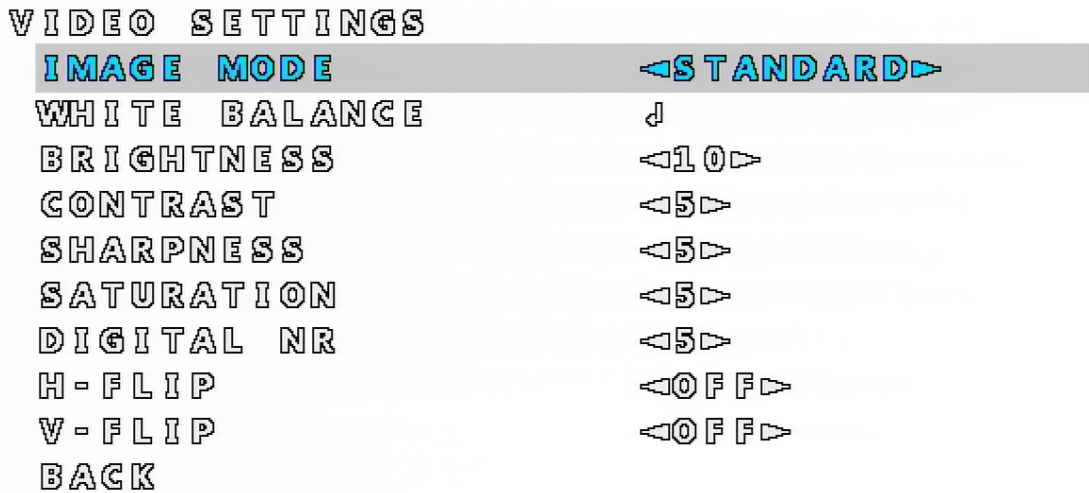 VIDEO SETTINGS
IMAGE MODE STANDARD
WHITE BALANCE
BRIGHTNESS 10
CONTRAST 5
SHARPNESS 5
SATURATION 5
DIGITAL NR 5
H-FLIP OFF
V-FLIP OFF
BACK